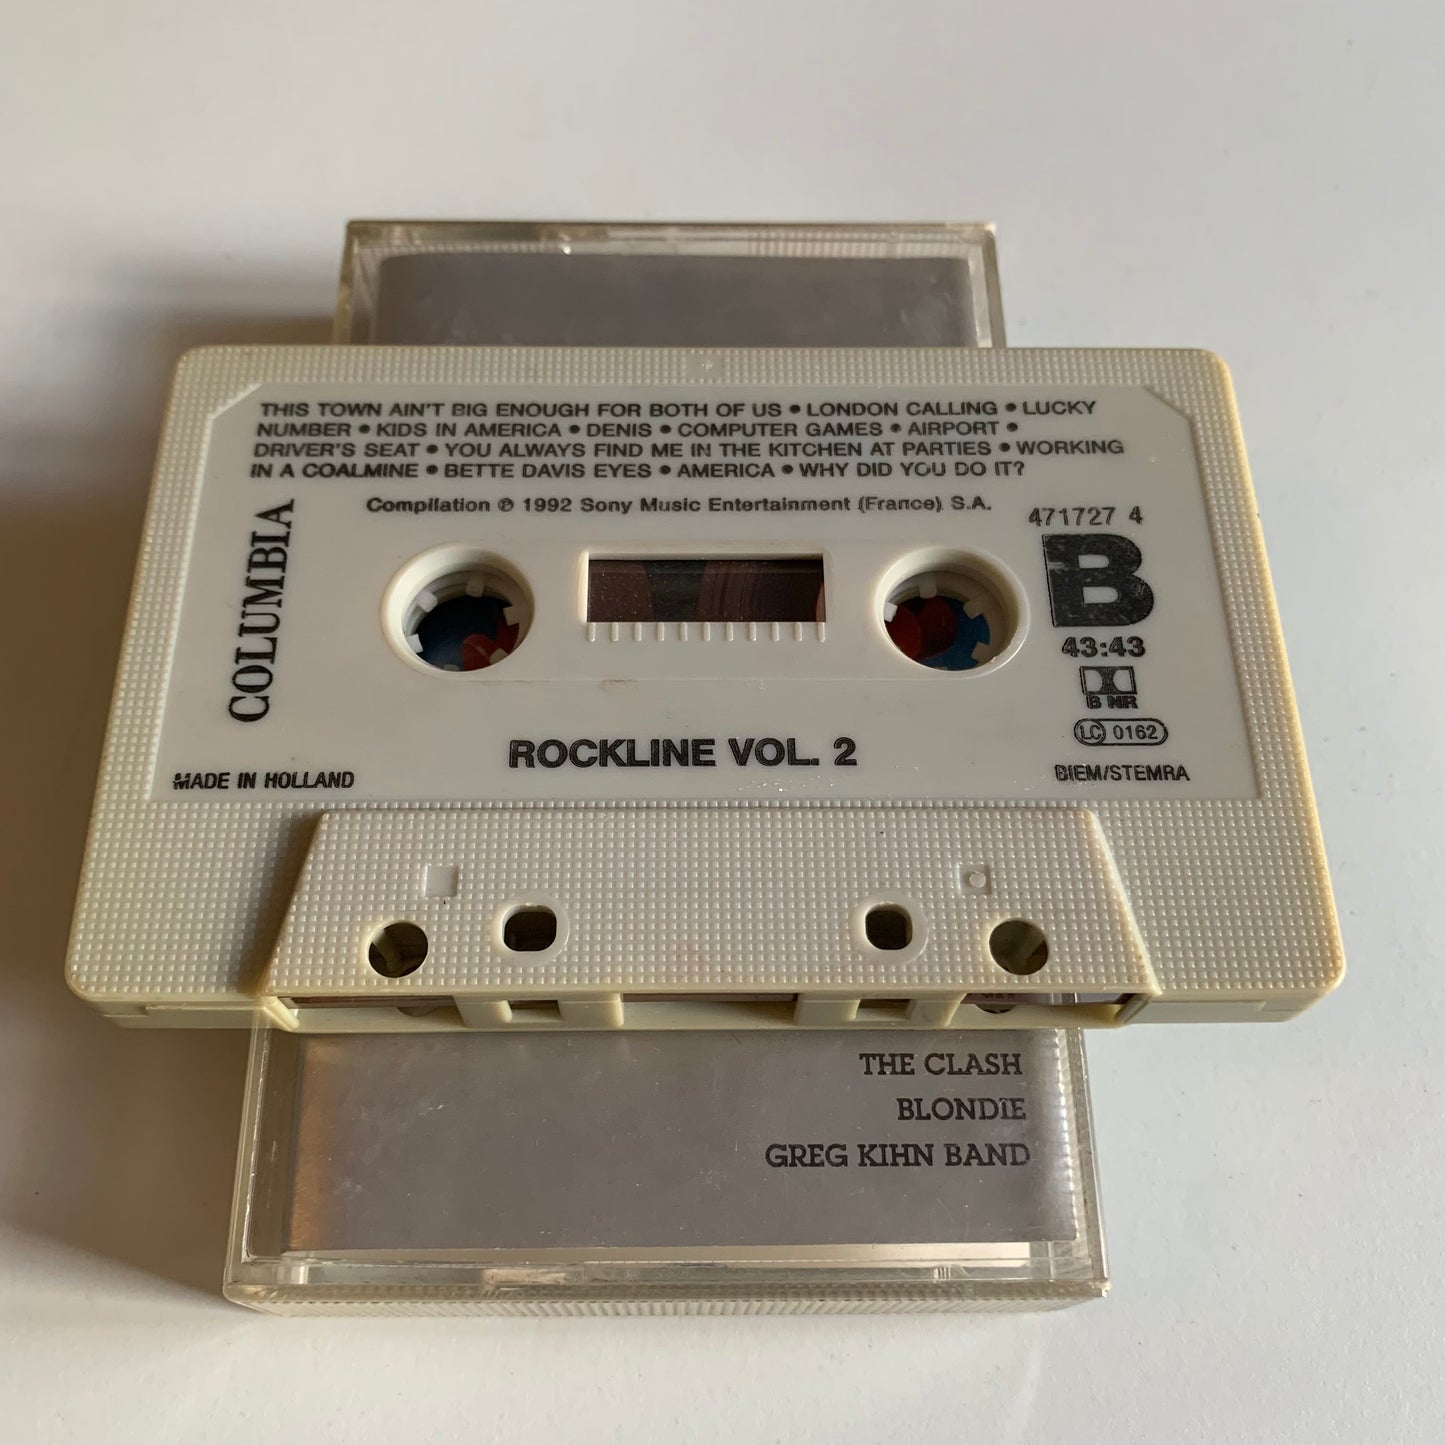 THIS TOWN AIN'T BIG ENOUGH FOR BOTH OF US • LONDON CALLING • LUCKY
NUMBER • KIDS IN AMERICA • DENIS • COMPUTER GAMES • AIRPORT •
DRIVER'S SEAT • YOU ALWAYS FIND ME IN THE KITCHEN AT PARTIES • WORKING
IN A COALMINE • BETTE DAVIS EYES • AMERICA • WHY DID YOU DO IT?
Compilation ℗ 1992 Sony Music Entertainment (France) S.A.
471727 4
COLUMBIA
B
43:43
B NR
LC 0162
ROCKLINE VOL. 2
MADE IN HOLLAND
BIEM/STEMRA
THE CLASH
BLONDIE
GREG KIHN BAND